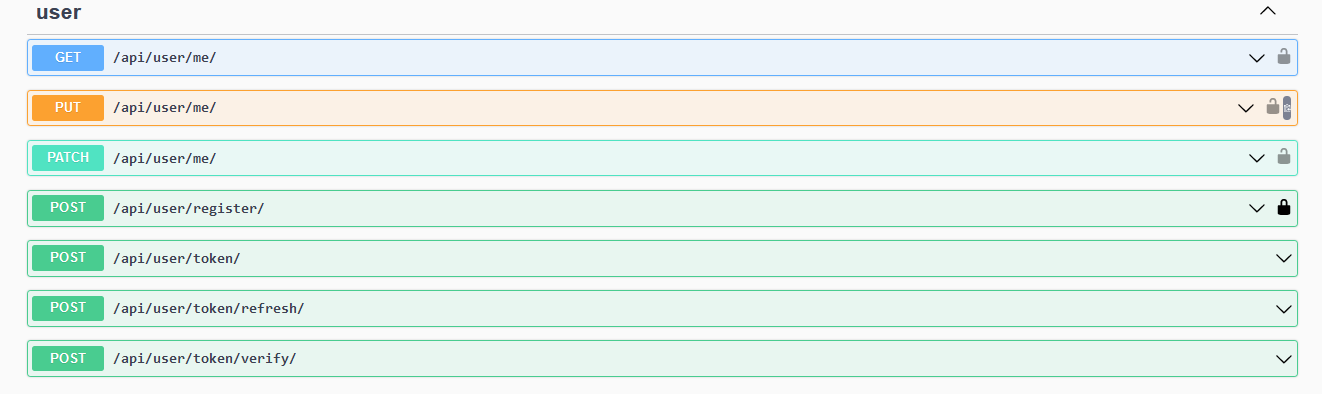 user
GET /api/user/me/
PUT /api/user/me/
PATCH /api/user/me/
POST /api/user/register/
POST /api/user/token/
POST /api/user/token/refresh/
POST /api/user/token/verify/